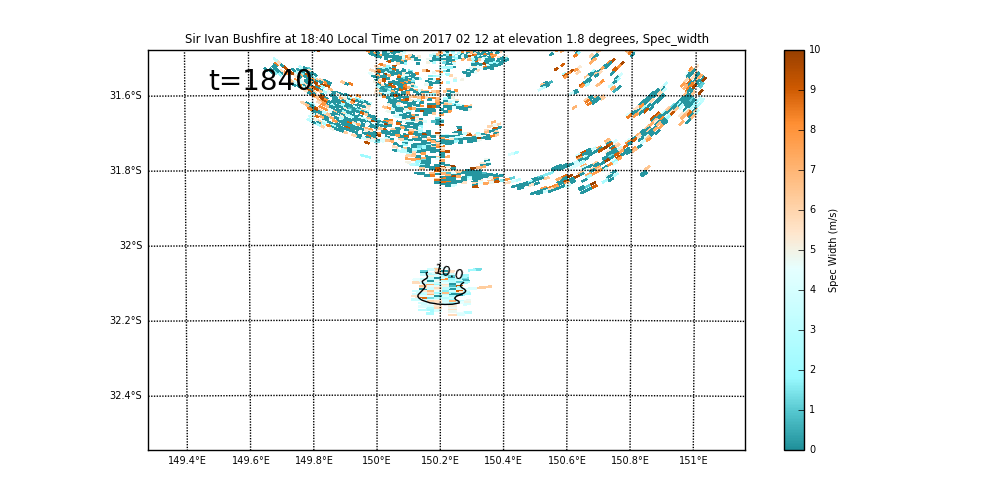 Sir Ivan Bushfire at 18:40 Local Time on 2017 02 12 at elevation 1.8 degrees, Spec_width
t=1840
31.6°S
31.8°S
32°S
32.2°S
32.4°S
10.0
149.4°E 149.6°E 149.8°E 150°E 150.2°E 150.4°E 150.6°E 150.8°E 151°E
10
9
8
7
6
5
4
3
2
1
0
Spec Width (m/s)